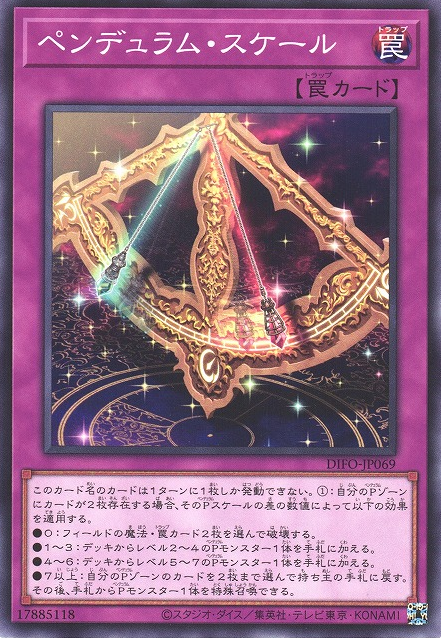 ペンデュラム・スケール
トラップ
罠
トラップ
【罠カード】
DIFO-JP069
このカード名のカードは1ターンに1枚しか発動できない。①:自分のPゾーン
にカードが2枚存在する場合、そのPスケールの差の数値によって以下の効果
を適用する。
●0:フィールドの魔法・罠カード2枚を選んで破壊する。
●1～3:デッキからレベル2～4のPモンスター1体を手札に加える。
●4～6:デッキからレベル5～7のPモンスター1体を手札に加える。
●7以上:自分のPゾーンのカードを2枚まで選んで持ち主の手札に戻す。
その後、手札からPモンスター1体を特殊召喚できる。
17885118
©スタジオ・ダイス/集英社・テレビ東京・KONAMI